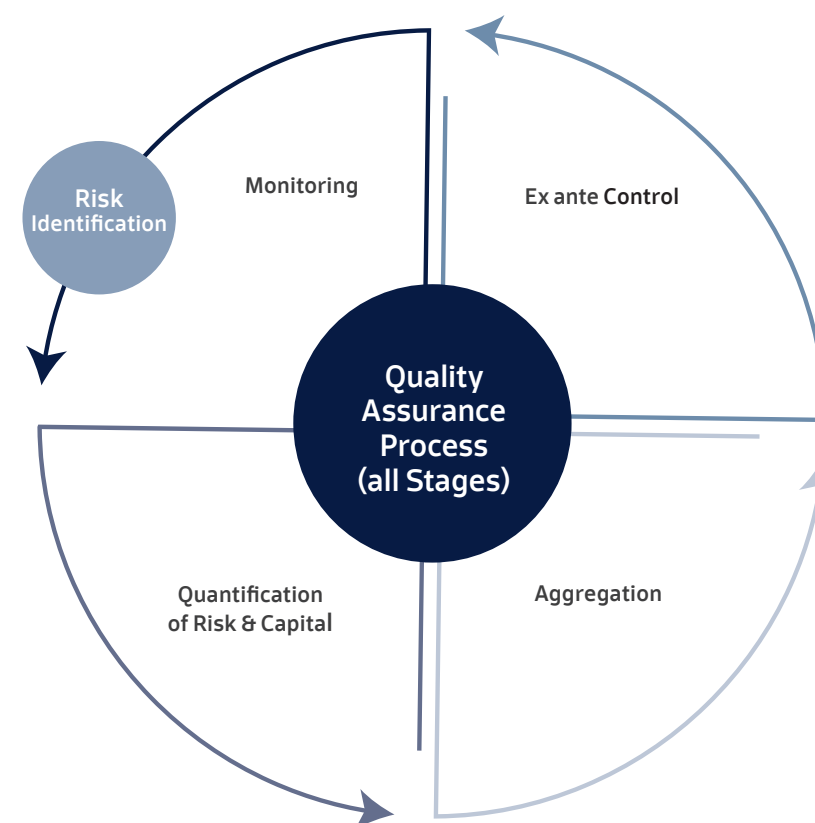 Monitoring
Ex ante Control
Risk
Identification
Quality
Assurance
Process
(all Stages)
Quantification
of Risk & Capital
Aggregation